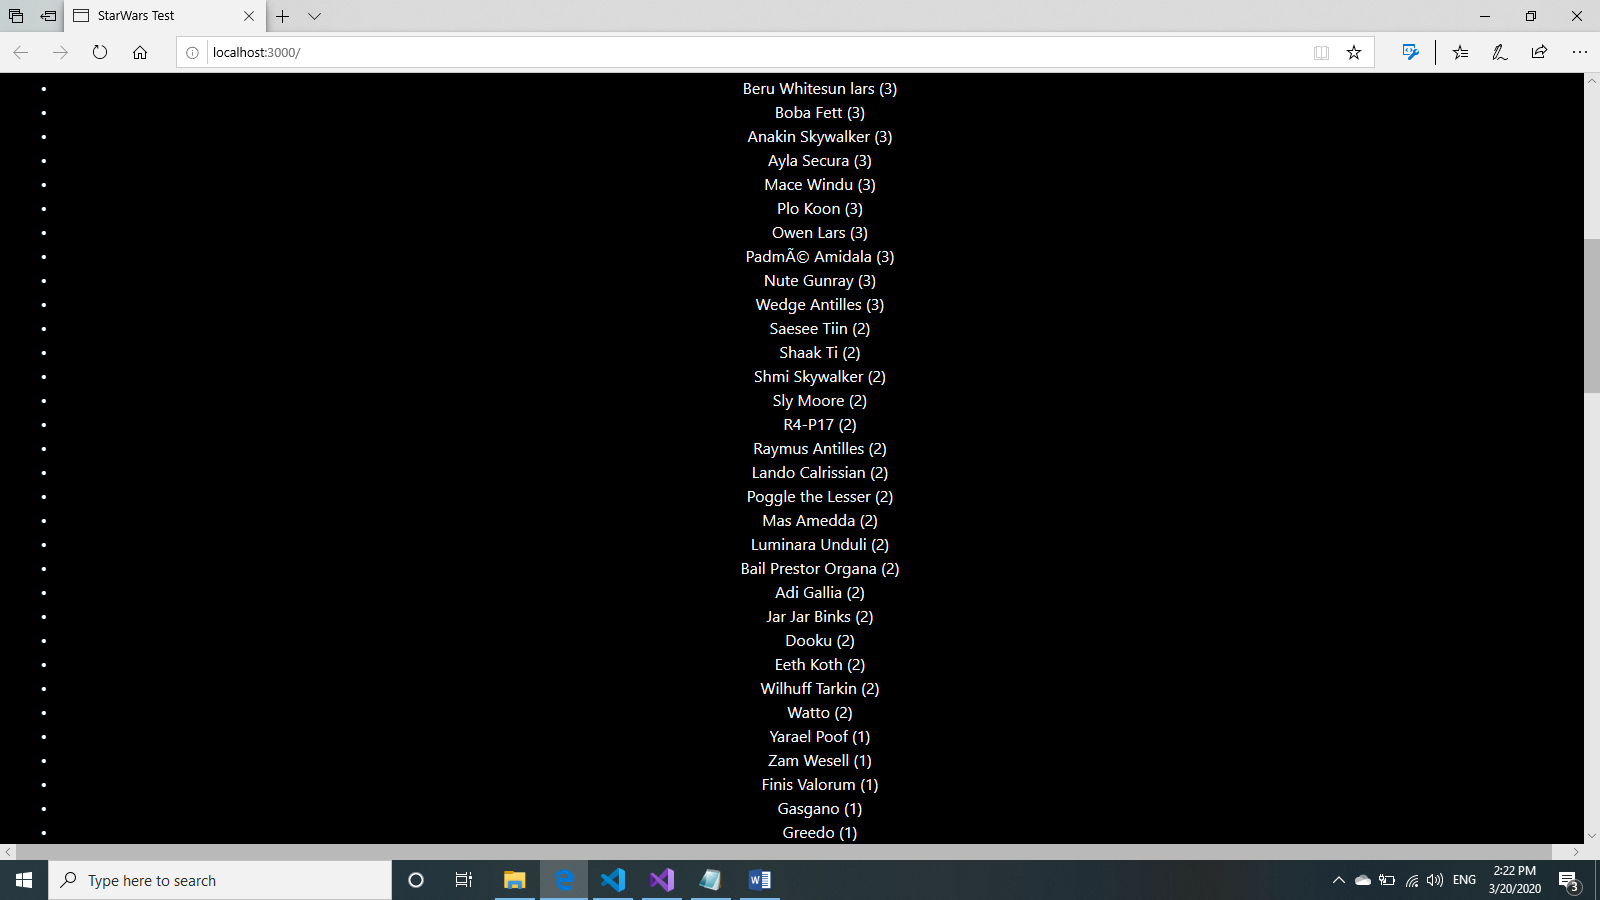 StarWars Test
localhost:3000/
Beru Whitesun lars (3)
Boba Fett (3)
Anakin Skywalker (3)
Ayla Secura (3)
Mace Windu (3)
Plo Koon (3)
Owen Lars (3)
PadmÃ© Amidala (3)
Nute Gunray (3)
Wedge Antilles (3)
Saesee Tiin (2)
Shaak Ti (2)
Shmi Skywalker (2)
Sly Moore (2)
R4-P17 (2)
Raymus Antilles (2)
Lando Calrissian (2)
Poggle the Lesser (2)
Mas Amedda (2)
Luminara Unduli (2)
Bail Prestor Organa (2)
Adi Gallia (2)
Jar Jar Binks (2)
Dooku (2)
Eeth Koth (2)
Wilhuff Tarkin (2)
Watto (2)
Yarael Poof (1)
Zam Wesell (1)
Finis Valorum (1)
Gasgano (1)
Greedo (1)
Type here to search
ENG
2:22 PM
3/20/2020
3